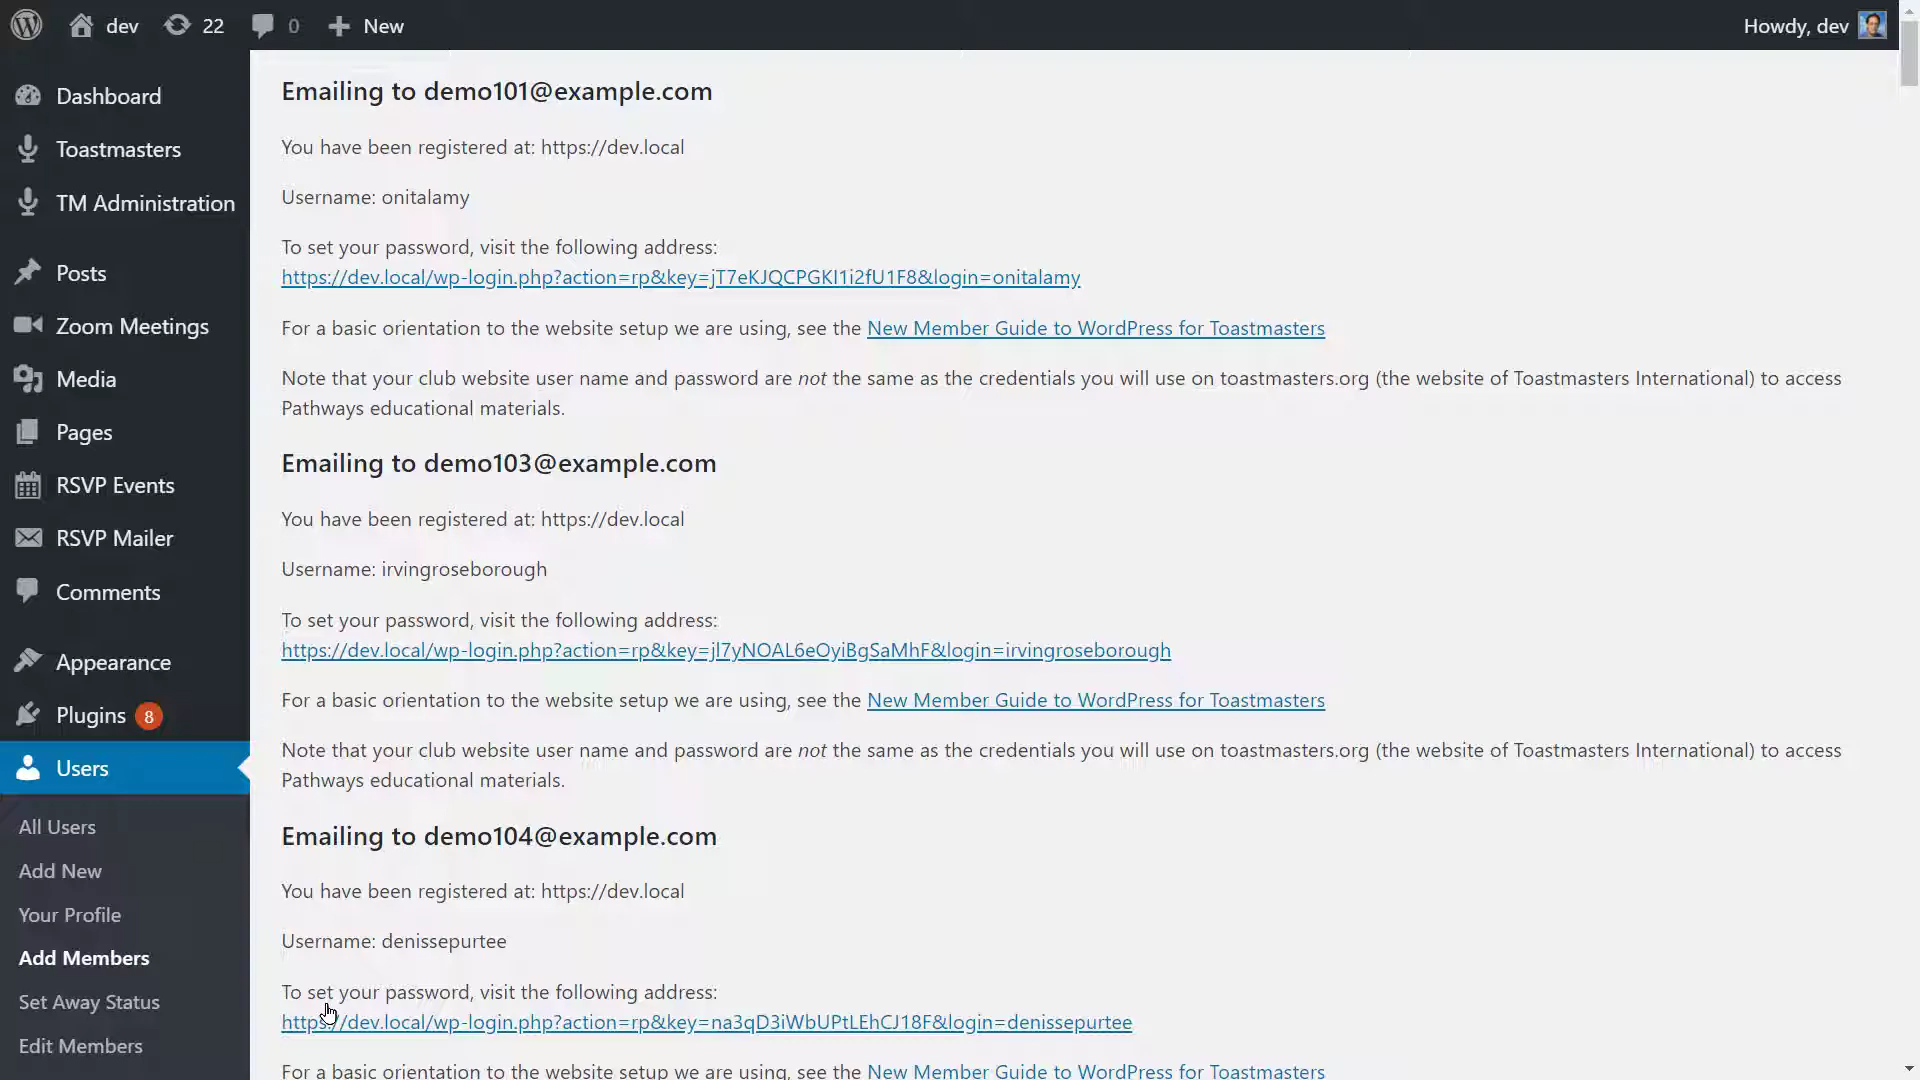 dev
22
0
New
Howdy, dev
Dashboard
Toastmasters
TM Administration
Posts
Zoom Meetings
Media
Pages
RSVP Events
RSVP Mailer
Comments
Appearance
Plugins 8
Users
All Users
Add New
Your Profile
Add Members
Set Away Status
Edit Members
Emailing to demo101@example.com
You have been registered at: https://dev.local
Username: onitalamy
To set your password, visit the following address:
https://dev.local/wp-login.php?action=rp&key=jT7eKJQCPGKI1i2fU1F8&login=onitalamy
For a basic orientation to the website setup we are using, see the New Member Guide to WordPress for Toastmasters
Note that your club website user name and password are not the same as the credentials you will use on toastmasters.org (the website of Toastmasters International) to access
Pathways educational materials.
Emailing to demo103@example.com
You have been registered at: https://dev.local
Username: irvingroseborough
To set your password, visit the following address:
https://dev.local/wp-login.php?action=rp&key=jl7yNOAL6eOyiBgSaMhF&login=irvingroseborough
For a basic orientation to the website setup we are using, see the New Member Guide to WordPress for Toastmasters
Note that your club website user name and password are not the same as the credentials you will use on toastmasters.org (the website of Toastmasters International) to access
Pathways educational materials.
Emailing to demo104@example.com
You have been registered at: https://dev.local
Username: denissepurtee
To set your password, visit the following address:
https://dev.local/wp-login.php?action=rp&key=na3qD3iWbUPtLEhCJ18F&login=denissepurtee
For a basic orientation to the website setup we are using, see the New Member Guide to WordPress for Toastmasters